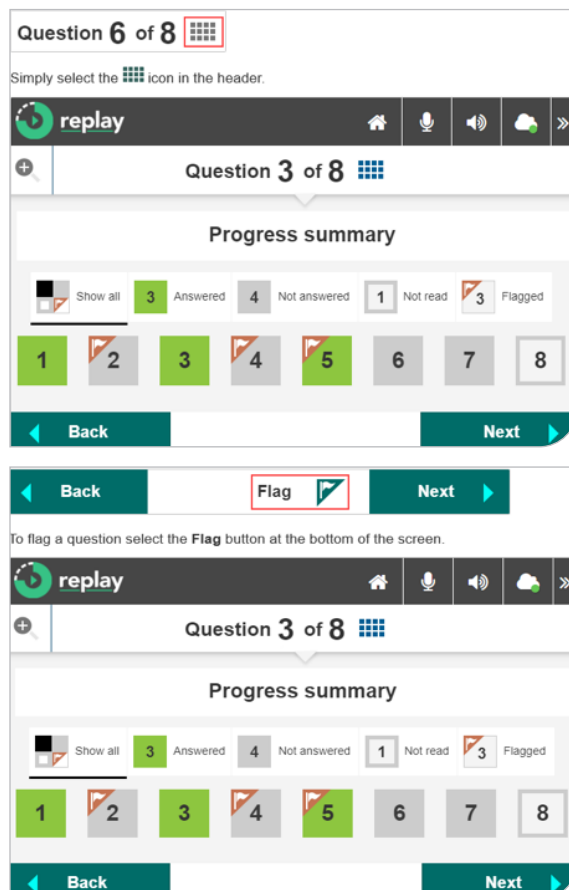 Question 6 of 8
Simply select the icon in the header.
replay
Question 3 of 8
Progress summary
Show all 3 Answered 4 Not answered 1 Not read 3 Flagged
1 2 3 4 5 6 7 8
Back Next
Back Flag Next
To flag a question select the Flag button at the bottom of the screen.
replay
Question 3 of 8
Progress summary
Show all 3 Answered 4 Not answered 1 Not read 3 Flagged
1 2 3 4 5 6 7 8
Back Next